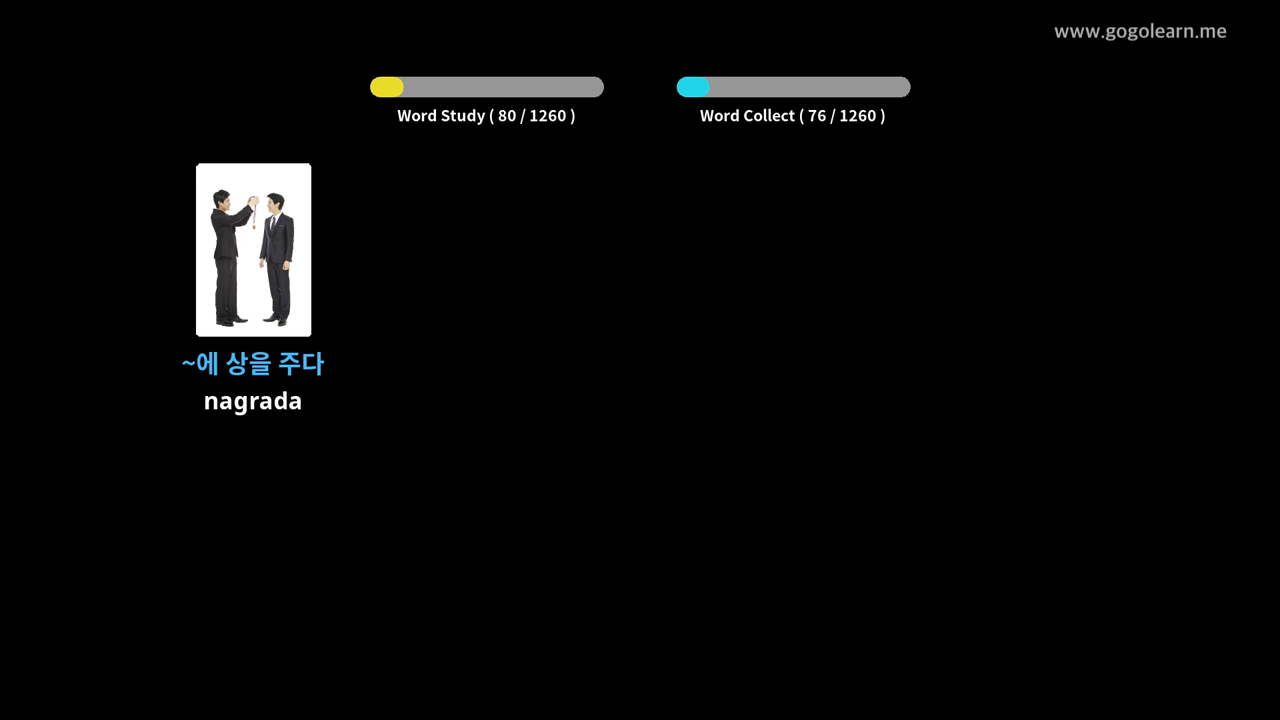 www.gogolearn.me
Word Study ( 80 / 1260 )
Word Collect ( 76 / 1260 )
~에 상을 주다
nagrada